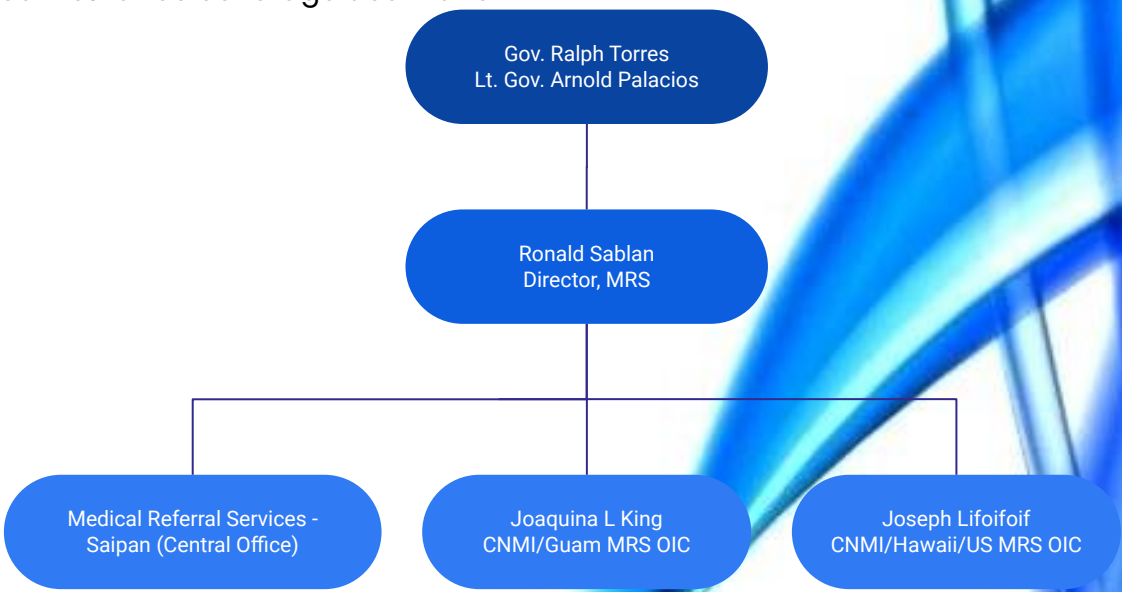 Gov. Ralph Torres
Lt. Gov. Arnold Palacios
Ronald Sablan
Director, MRS
Medical Referral Services -
Saipan (Central Office)
Joaquina L King
CNMI/Guam MRS OIC
Joseph Lifoifoif
CNMI/Hawaii/US MRS OIC